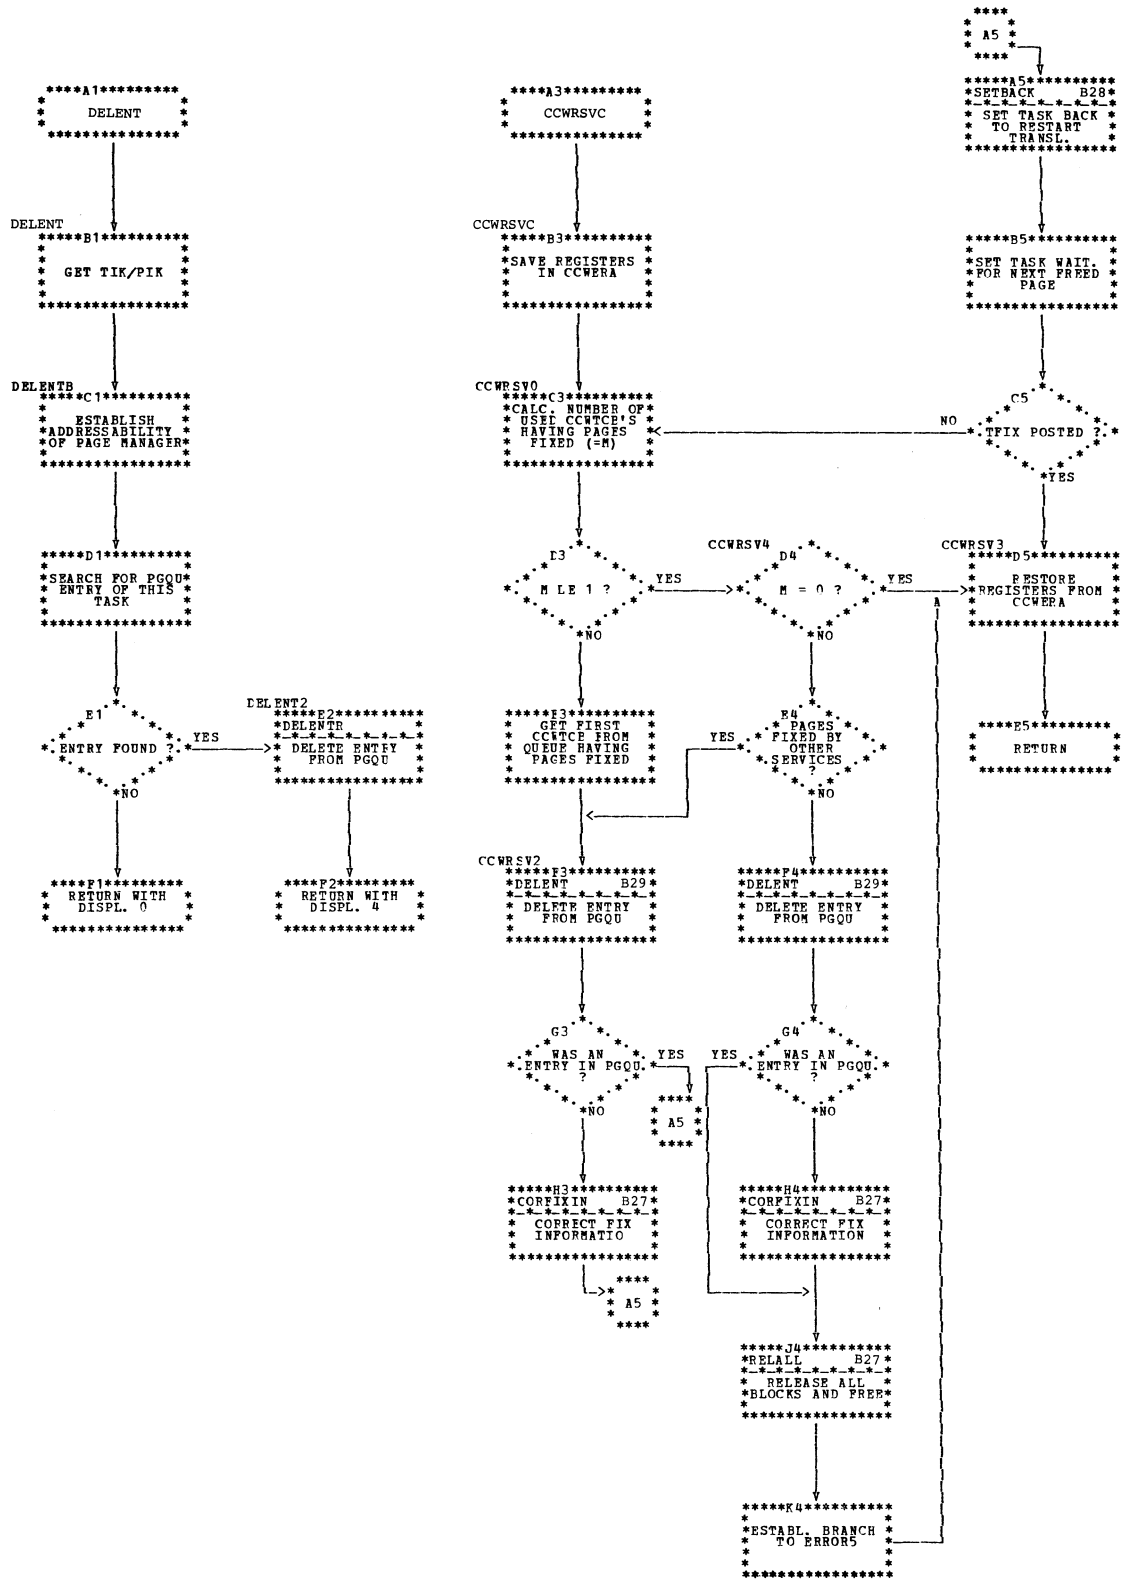 A1
DELENT
DELENT
B1
GET TIK/PIK
DELENTB
C1
ESTABLISH
ADDRESSABILITY
OF PAGE MANAGER
D1
SEARCH FOR PGQU
ENTRY OF THIS
TASK
E1
ENTRY FOUND ?
YES
NO
F1
RETURN WITH
DISPL. 0
DELENT2
E2
DELENTR
DELETE ENTRY
FROM PGQU
F2
RETURN WITH
DISPL. 4
A3
CCWRSVC
CCWRSVC
B3
SAVE REGISTERS
IN CCWERA
CCWRSV0
C3
CALC. NUMBER OF
USED CCWTCE'S
HAVING PAGES
FIXED (=M)
D3
M LE 1 ?
YES
NO
E3
GET FIRST
CCWTCE FROM
QUEUE HAVING
PAGES FIXED
CCWRSV2
F3
DELENT B29
DELETE ENTRY
FROM PGQU
G3
WAS AN
ENTRY IN PGQU
?
YES
NO
A5
H3
CORFIXIN B27
CORRECT FIX
INFORMATIO
A5
CCWRSV4
D4
M = 0 ?
YES
NO
E4
PAGES
FIXED BY
OTHER
SERVICES
?
YES
NO
F4
DELENT B29
DELETE ENTRY
FROM PGQU
G4
WAS AN
ENTRY IN PGQU
?
YES
NO
H4
CORFIXIN B27
CORRECT FIX
INFORMATION
J4
RELALL B27
RELEASE ALL
BLOCKS AND FREE
K4
ESTABL. BRANCH
TO ERROR5
A5
A5
SETBACK B28
SET TASK BACK
TO RESTART
TRANSL.
B5
SET TASK WAIT.
FOR NEXT FREED
PAGE
C5
TFIX POSTED ?
NO
YES
CCWRSV3
D5
RESTORE
REGISTERS FROM
CCWERA
E5
RETURN